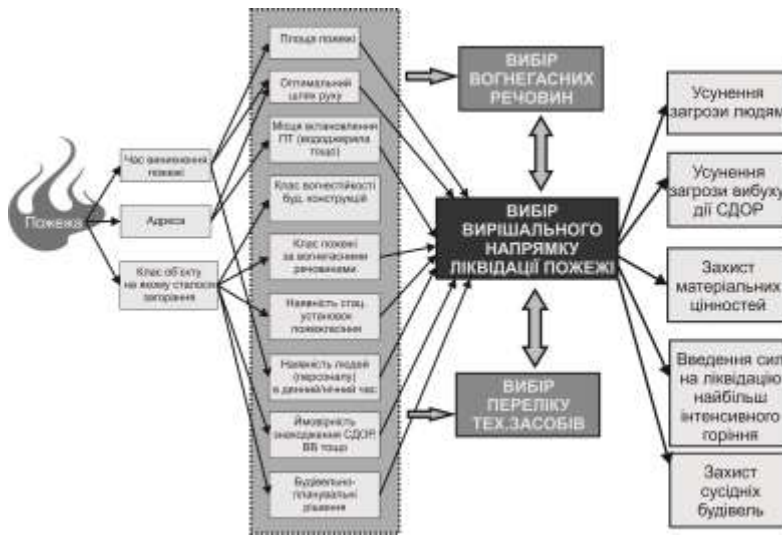 Пожежа
Час виникнення
пожежі
Адреса
Клас об'єкту
на якому сталося
загорання
Площа пожежі
Оптимальний
шлях руху
Місця встановлення
ПТ (вододжерела
тощо)
Клас вогнестійкості
буд. конструкцій
Клас пожежі
за вогнегасними
речовинами
Наявність стац.
установок
пожежогасіння
Наявність людей
(персоналу)
в денний/нічний час
Ймовірність
знаходження СДОР,
ВВ тощо
Будівельно-
планувальні
рішення
ВИБІР
ВОГНЕГАСНИХ
РЕЧОВИН
ВИБІР
ВИРІШАЛЬНОГО
НАПРЯМКУ
ЛІКВІДАЦІЇ ПОЖЕЖІ
ВИБІР
ПЕРЕЛІКУ
ТЕХ.ЗАСОБІВ
Усунення
загрози людям
Усунення
загрози вибуху
дії СДОР
Захист
матеріальних
цінностей
Введення сил
на ліквідацію
найбільш
інтенсивного
горіння
Захист
сусідніх
будівель